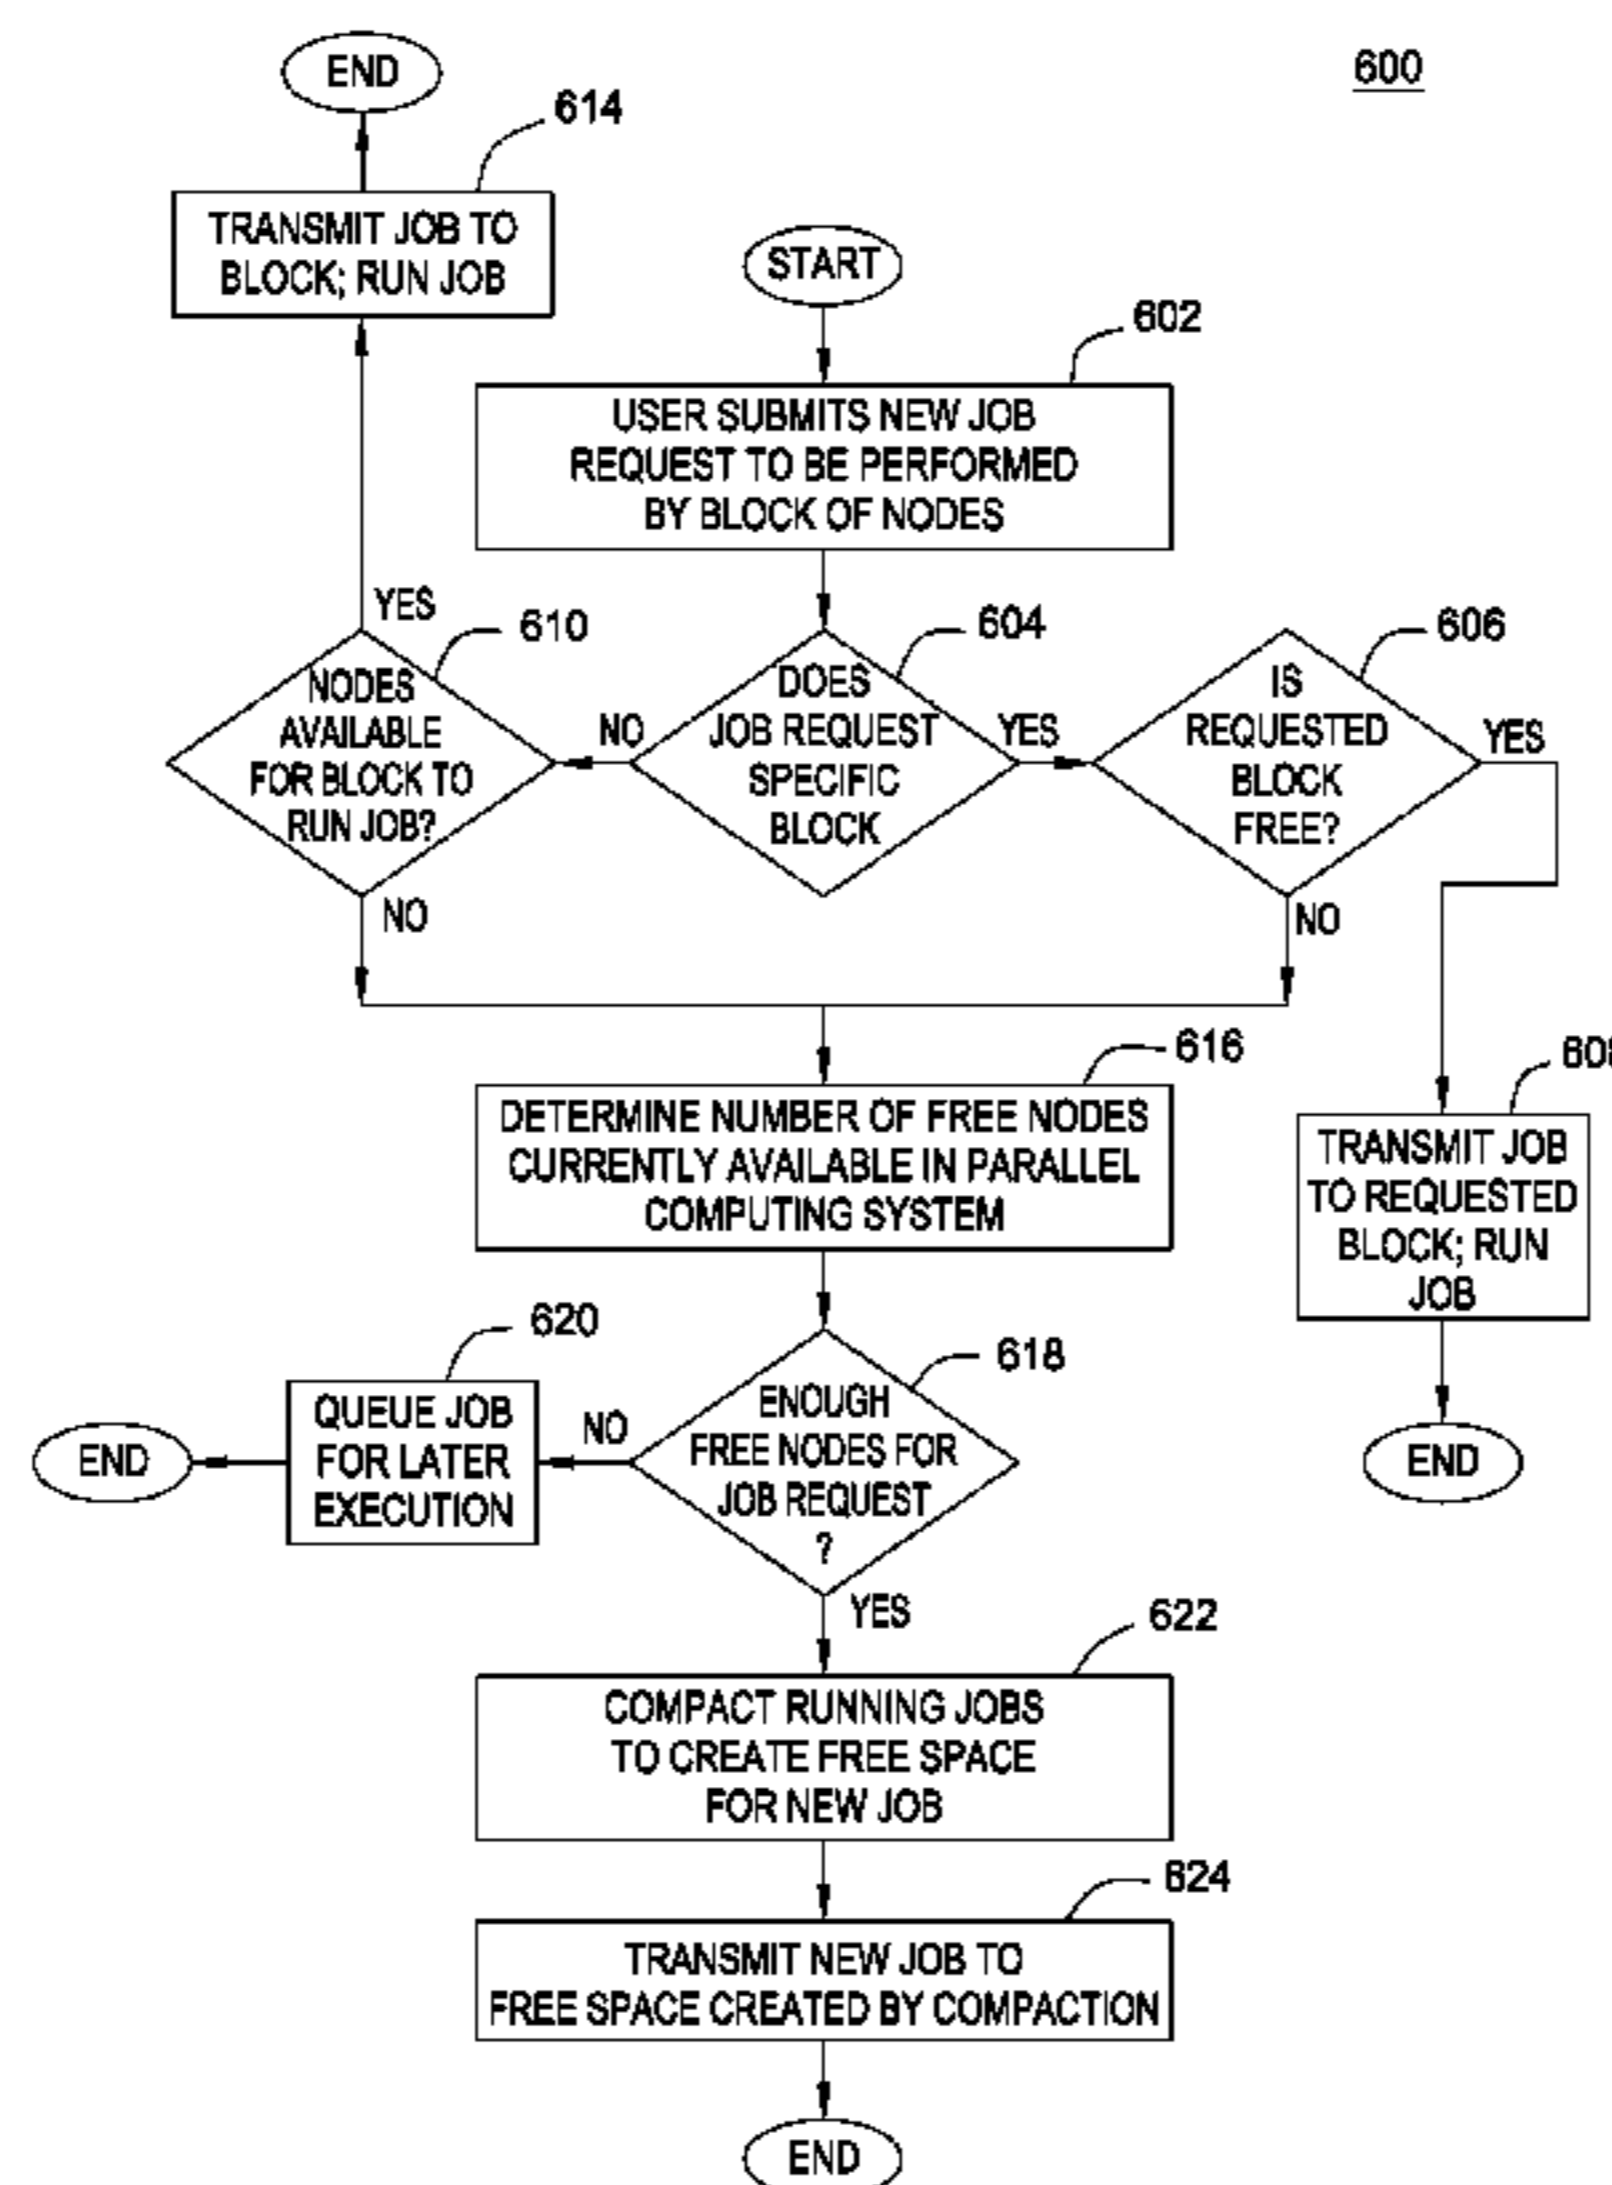 600
END
614
TRANSMIT JOB TO
BLOCK; RUN JOB
START
602
USER SUBMITS NEW JOB
REQUEST TO BE PERFORMED
BY BLOCK OF NODES
YES
610
NODES
AVAILABLE
FOR BLOCK TO
RUN JOB?
NO
604
DOES
JOB REQUEST
SPECIFIC
BLOCK
YES
606
IS
REQUESTED
BLOCK
FREE?
YES
NO
NO
616
DETERMINE NUMBER OF FREE NODES
CURRENTLY AVAILABLE IN PARALLEL
COMPUTING SYSTEM
TRANSMIT JOB
TO REQUESTED
BLOCK; RUN
JOB
END
618
ENOUGH
FREE NODES FOR
JOB REQUEST
?
NO
620
QUEUE JOB
FOR LATER
EXECUTION
END
YES
622
COMPACT RUNNING JOBS
TO CREATE FREE SPACE
FOR NEW JOB
624
TRANSMIT NEW JOB TO
FREE SPACE CREATED BY COMPACTION
END